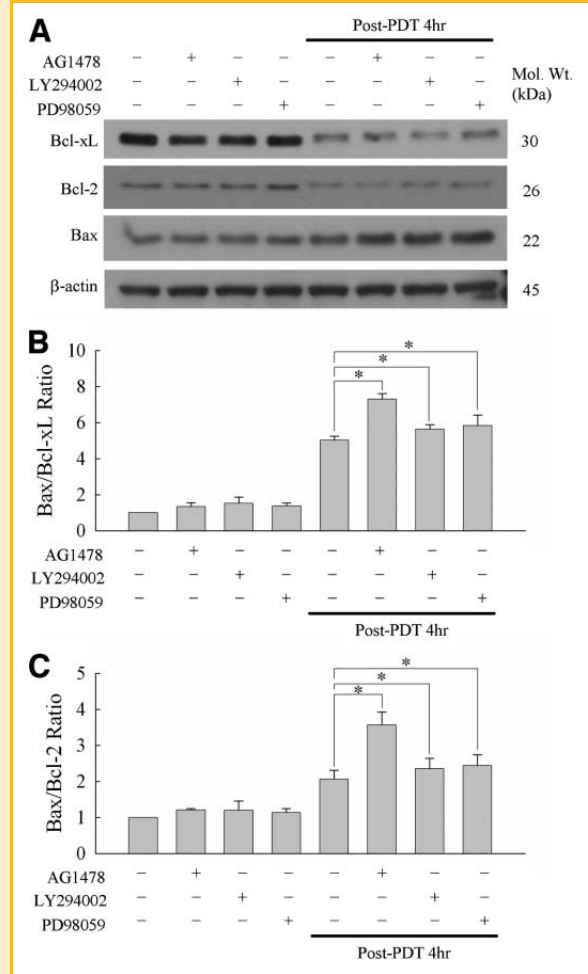 A
Post-PDT 4hr
AG1478 − + − − − + − −
LY294002 − − + − − − + −
PD98059 − − − + − − − +
Mol. Wt.
(kDa)
Bcl-xL 30
Bcl-2 26
Bax 22
β-actin 45
B
Bax/Bcl-xL Ratio
10
8
6
4
2
0
* * *
AG1478 − + − − − + − −
LY294002 − − + − − − + −
PD98059 − − − + − − − +
Post-PDT 4hr
C
Bax/Bcl-2 Ratio
5
4
3
2
1
0
* * *
AG1478 − + − − − + − −
LY294002 − − + − − − + −
PD98059 − − − + − − − +
Post-PDT 4hr